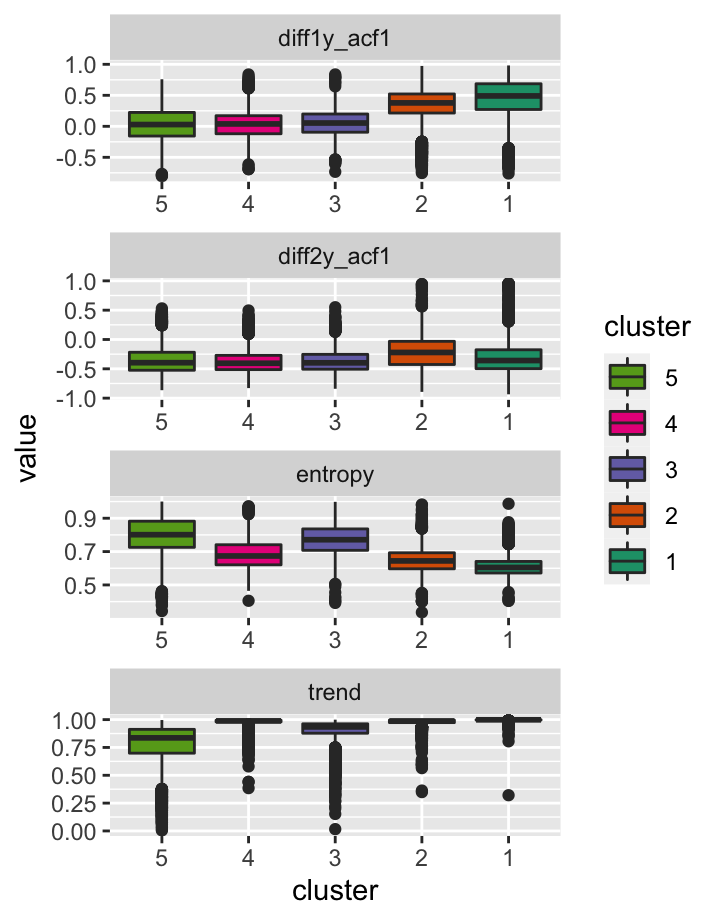 diff1y_acf1
1.0
0.5
0.0
-0.5
5 4 3 2 1
diff2y_acf1
1.0
0.5
0.0
-0.5
-1.0
5 4 3 2 1
entropy
0.9
0.7
0.5
5 4 3 2 1
trend
1.00
0.75
0.50
0.25
0.00
5 4 3 2 1
cluster
value
cluster
5
4
3
2
1